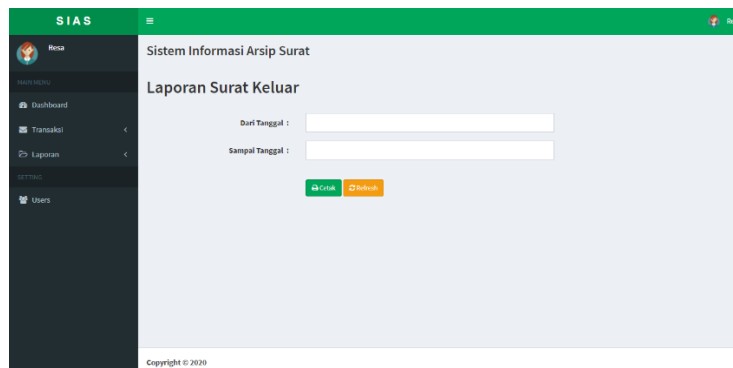 SIAS
Resa
Sistem Informasi Arsip Surat
MAIN MENU
Laporan Surat Keluar
Dashboard
Transaksi
Laporan
SETTING
Users
Dari Tanggal :
Sampai Tanggal :
Cetak Refresh
Copyright © 2020